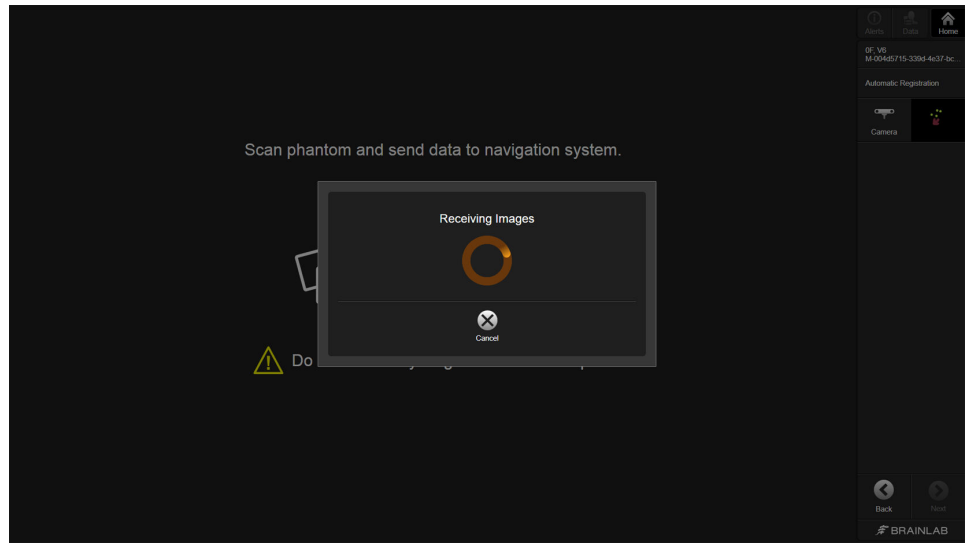 Alerts Data Home
0F, V6
M-004d5715-339d-4e37-bc...
Automatic Registration
Camera
Scan phantom and send data to navigation system.
Receiving Images
Cancel
Do
Back Next
BRAINLAB